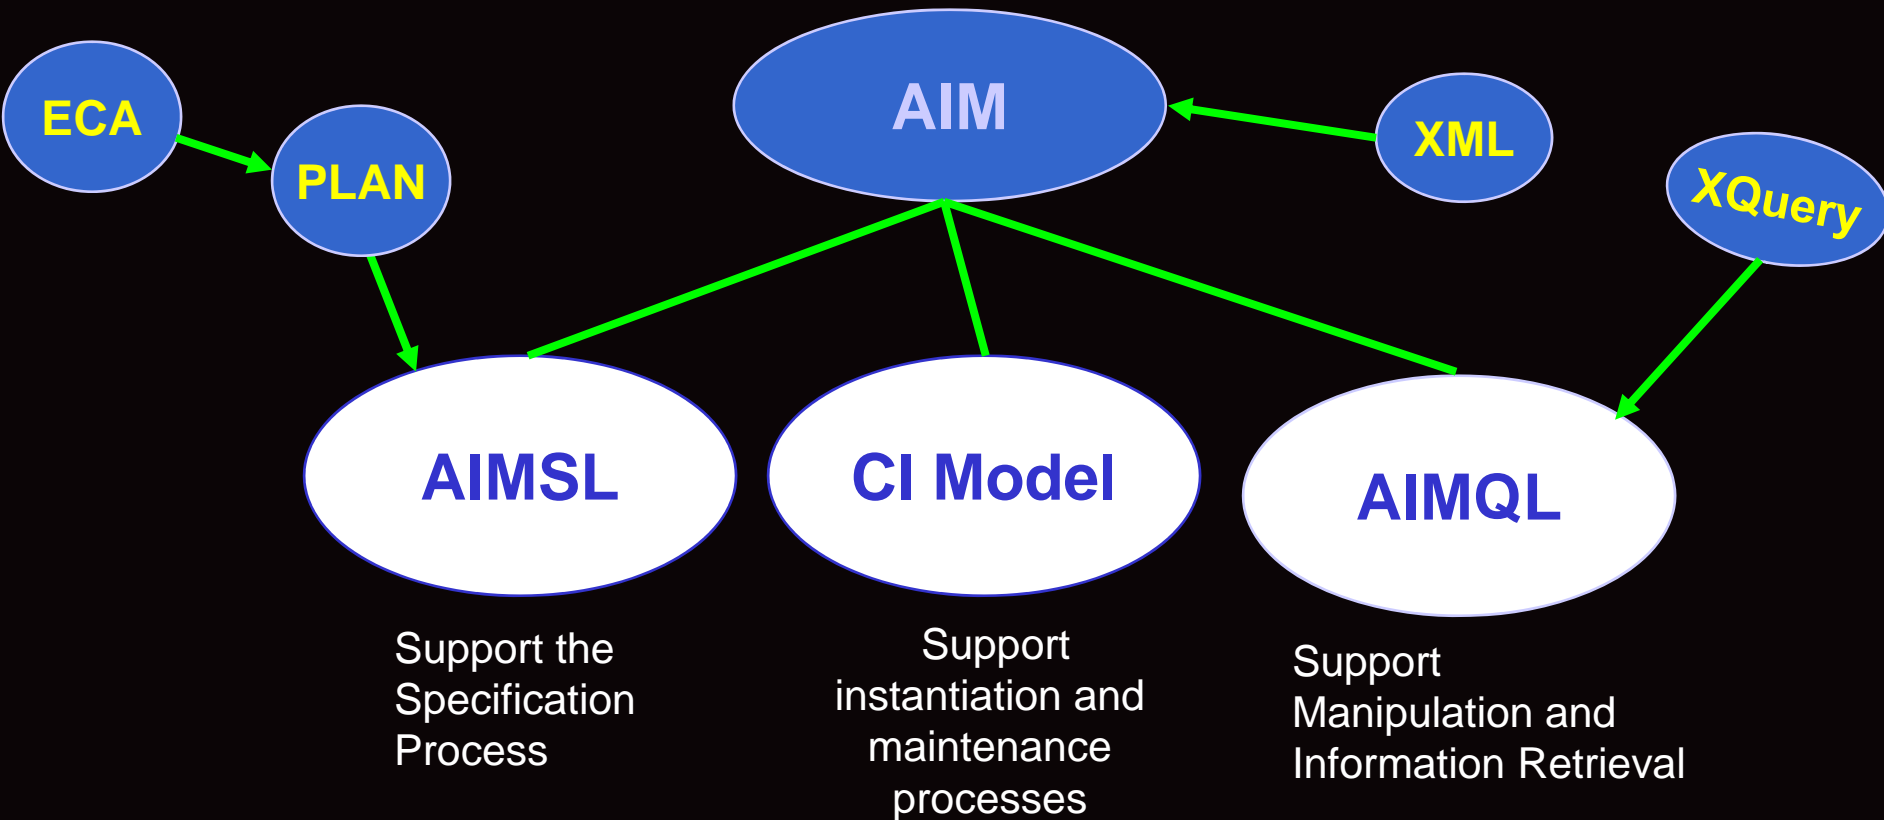 ECA
PLAN
AIM
XML
XQuery
AIMSL
CI Model
AIMQL
Support the
Specification
Process
Support
instantiation and
maintenance
processes
Support
Manipulation and
Information Retrieval